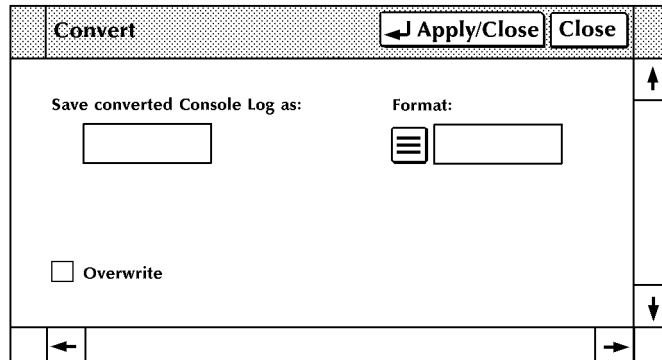 Convert Apply/Close Close
Save converted Console Log as: Format:
Overwrite